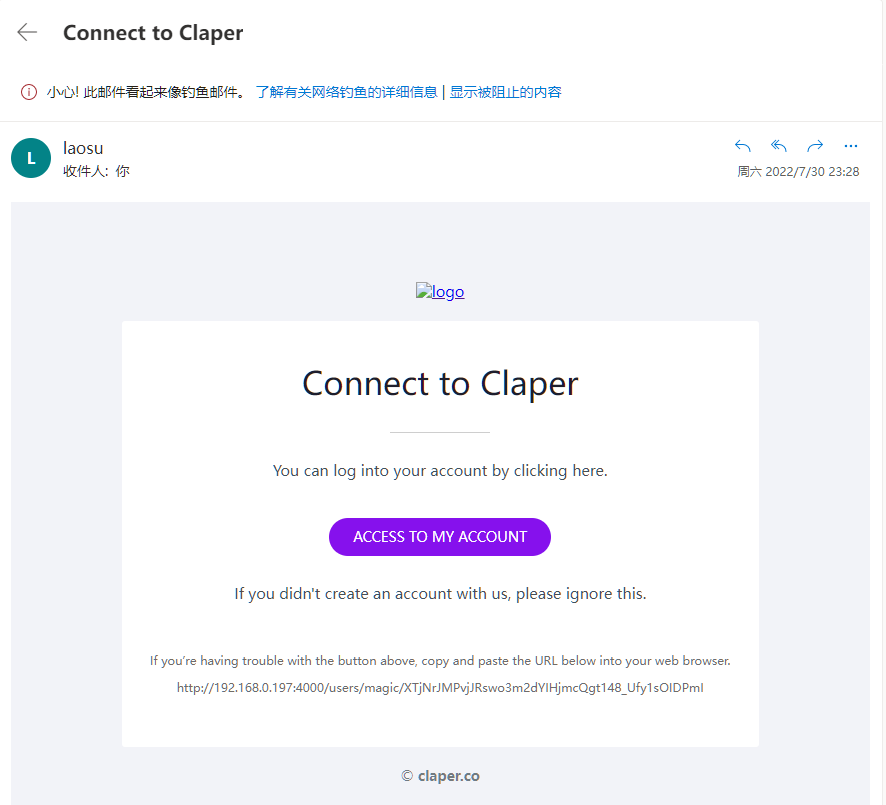 Connect to Claper
小心! 此邮件看起来像钓鱼邮件。 了解有关网络钓鱼的详细信息 | 显示被阻止的内容
L
laosu
收件人: 你
周六 2022/7/30 23:28
logo
Connect to Claper
You can log into your account by clicking here.
ACCESS TO MY ACCOUNT
If you didn't create an account with us, please ignore this.
If you’re having trouble with the button above, copy and paste the URL below into your web browser.
http://192.168.0.197:4000/users/magic/XTjNrJMPvjJRswo3m2dYIHjmcQgt148_Ufy1sOIDPmI
© claper.co